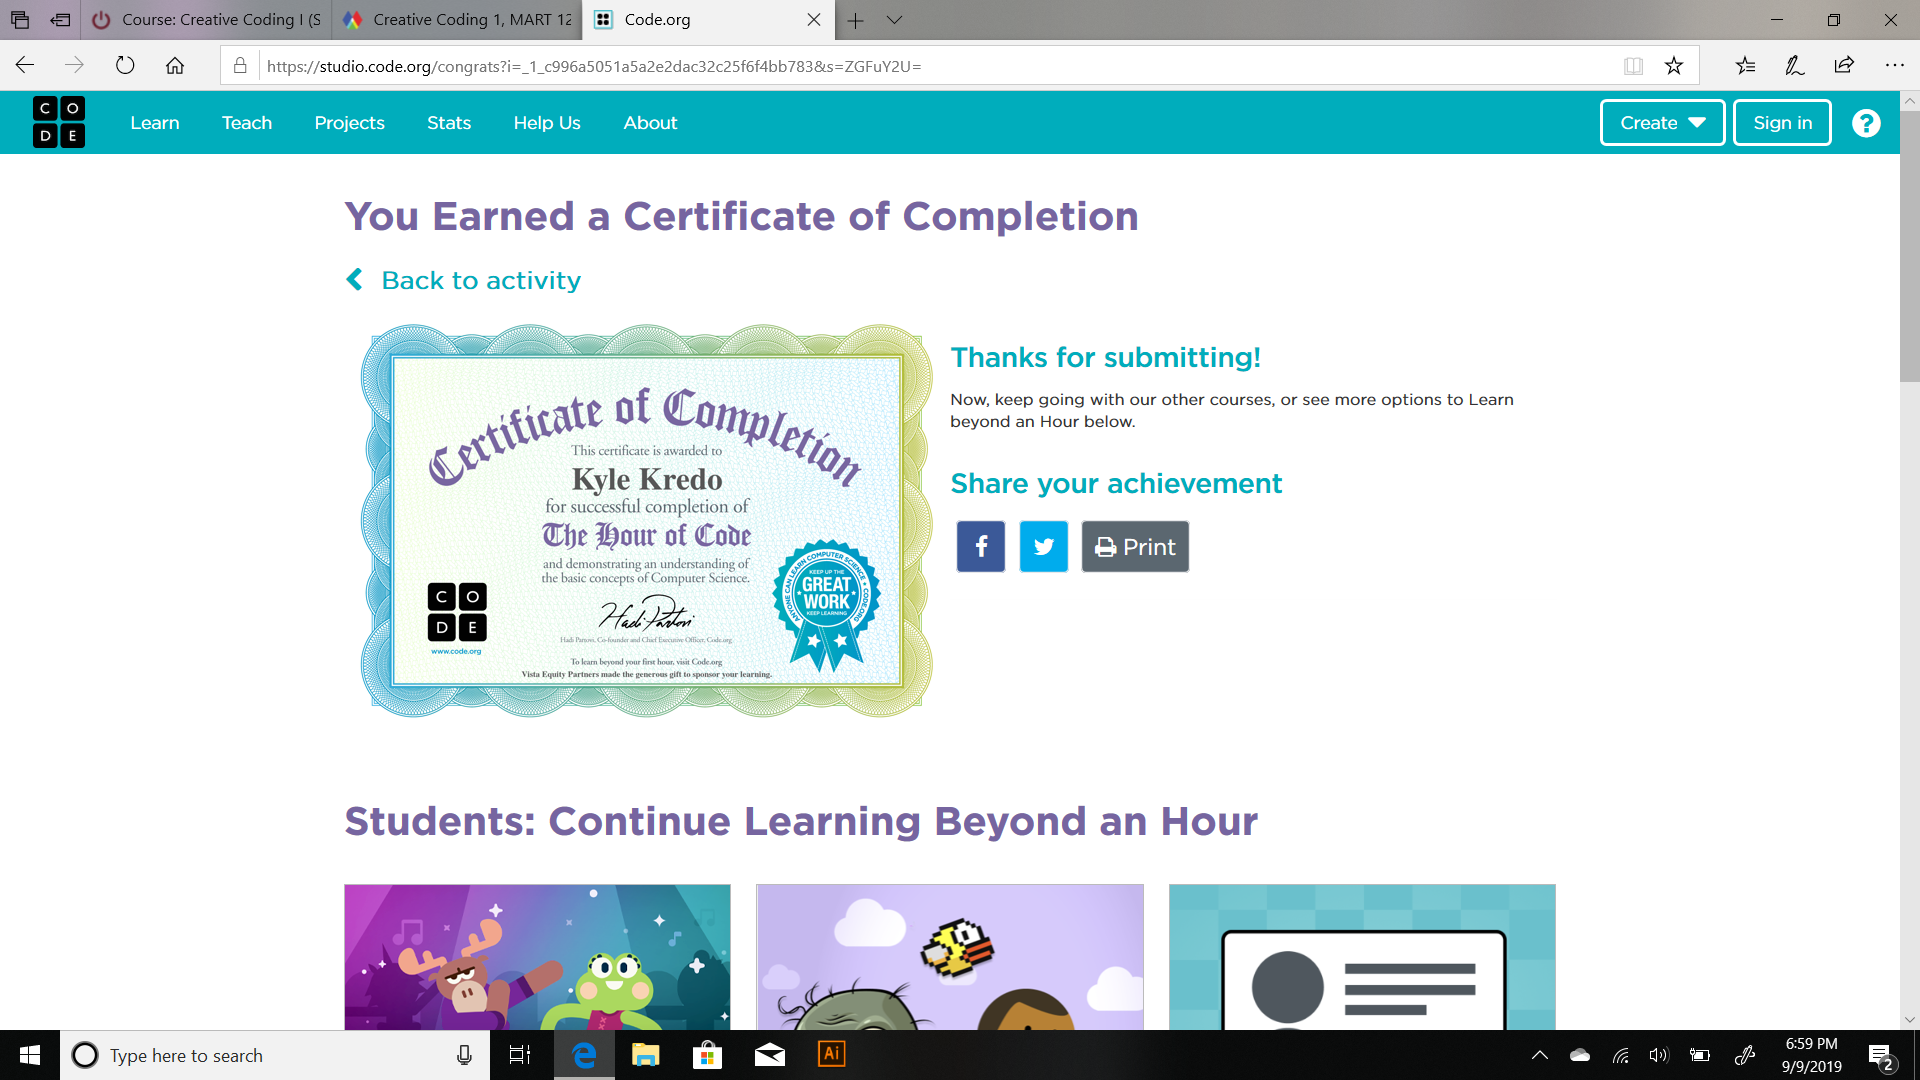 Course: Creative Coding I (S
Creative Coding 1, MART 12
Code.org
https://studio.code.org/congrats?i=_1_c996a5051a5a2e2dac32c25f6f4bb783&s=ZGFuY2U=
C O
D E
Learn
Teach
Projects
Stats
Help Us
About
Create
Sign in
?
You Earned a Certificate of Completion
Back to activity
Certificate of Completion
This certificate is awarded to
Kyle Kredo
for successful completion of
The Hour of Code
and demonstrating an understanding of
the basic concepts of Computer Science.
Hadi Partovi
Hadi Partovi, Co-founder and Chief Executive Officer, Code.org
To learn beyond your first hour, visit Code.org
Vista Equity Partners made the generous gift to sponsor your learning.
C O
D E
www.code.org
ANYONE CAN LEARN COMPUTER SCIENCE • CODE.ORG
KEEP UP THE
GREAT
WORK
KEEP LEARNING
Thanks for submitting!
Now, keep going with our other courses, or see more options to Learn
beyond an Hour below.
Share your achievement
f
Print
Students: Continue Learning Beyond an Hour
Type here to search
Ai
6:59 PM
9/9/2019
2